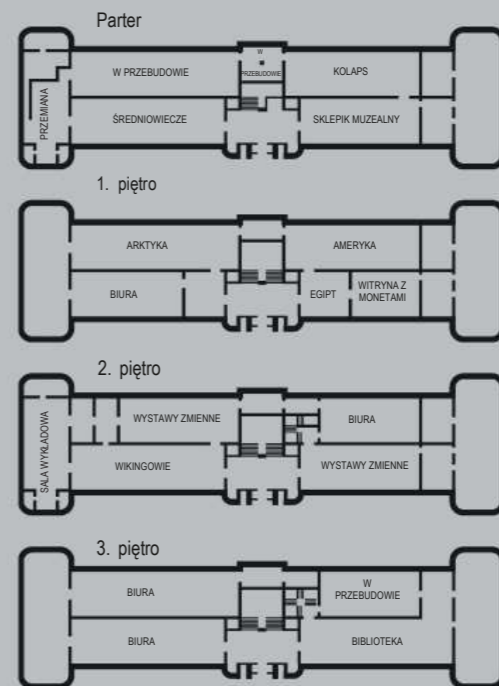 Parter
W PRZEBUDOWIE
W
PRZEBUDOWIE
KOLAPS
PRZEMIANA
ŚREDNIOWIECZE
SKLEPIK MUZEALNY
1. piętro
ARKTYKA
AMERYKA
BIURA
EGIPT
WITRYNA Z
MONETAMI
2. piętro
SALA WYKŁADOWA
WYSTAWY ZMIENNE
BIURA
WIKINGOWIE
WYSTAWY ZMIENNE
3. piętro
BIURA
W
PRZEBUDOWIE
BIURA
BIBLIOTEKA